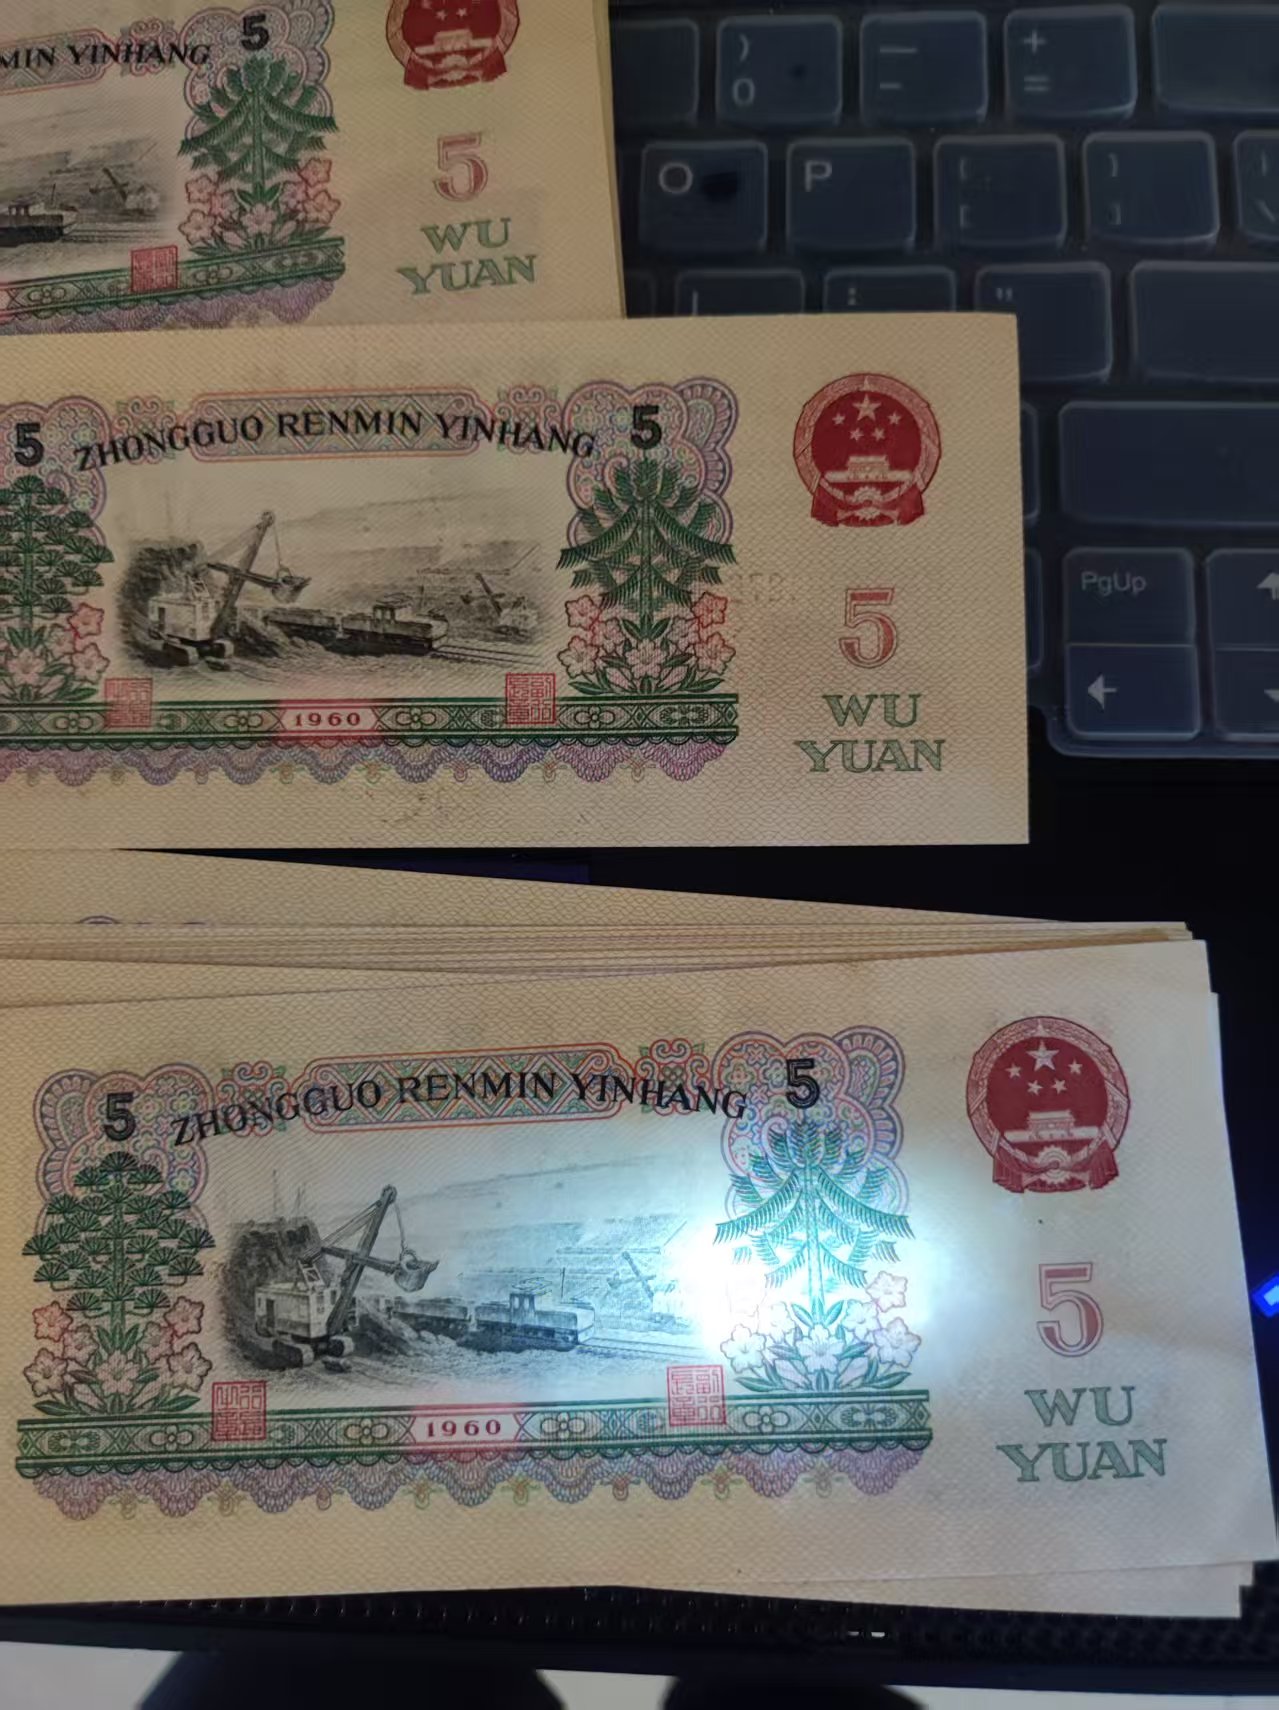 MIN YINHANG
5
5
WU
YUAN
)
0
—
-
+
=
O
P
{
[
}
]
:
"
5
ZHONGGUO RENMIN YINHANG
5
5
WU
YUAN
1960
PgUp
5
ZHONGGUO RENMIN YINHANG
5
5
WU
YUAN
1960